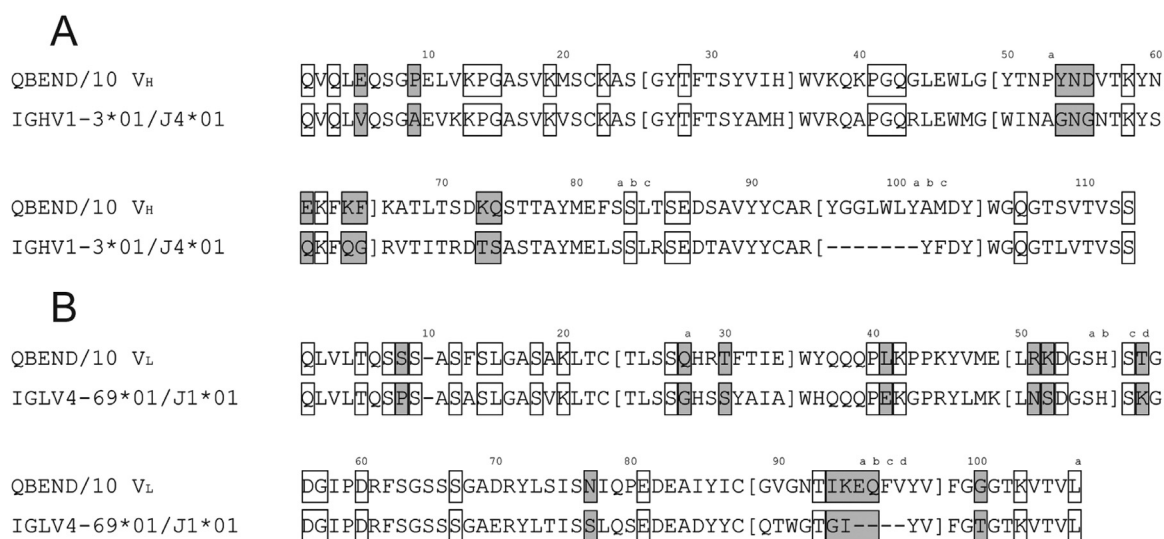 A
10 20 30 40 50 a 60
QBEND/10 VH QVQLEQSGPELVKPGASVKMSCKAS[GYTFTSYVIH]WVKQKPGQGLEWLG[YTNPYNDVTKYN
IGHV1-3*01/J4*01 QVQLVQSGAEVKKPGASVKVSCKAS[GYTFTSYAMH]WVRQAPGQRLEWMG[WINAGNGNTKYS
70 80 a b c 90 100 a b c 110
QBEND/10 VH EKFKF]KATLTSDKQSTTAYMEFSSLTSEDSAVYYCAR[YGGLWLYAMDY]WGQGTSVTVSS
IGHV1-3*01/J4*01 QKFQG]RVTITRDTSASTAYMELSSLRSEDTAVYYCAR[-------YFDY]WGQGTLVTVSS
B
10 20 a 30 40 50 a b c d
QBEND/10 VL QLVLTQSSSS-ASFSLGASAKLTC[TLSSQHRTFTIE]WYQQQPLKPPKYVME[LRKDGSH]STG
IGLV4-69*01/J1*01 QLVLTQSPSS-ASASLGASVKLTC[TLSSGHSSYAIA]WHQQQPEKGPRYLMK[LNSDGSH]SKG
60 70 80 90 a b c d 100 a
QBEND/10 VL DGIPDRFSGSSSGADRYLSISNIQPEDEAIYIC[GVGNTIKEQFVYV]FGGGTKVTVL
IGLV4-69*01/J1*01 DGIPDRFSGSSSGAERYLTISSLQSEDEADYYC[QTWGTGI----YV]FGTGTKVTVL